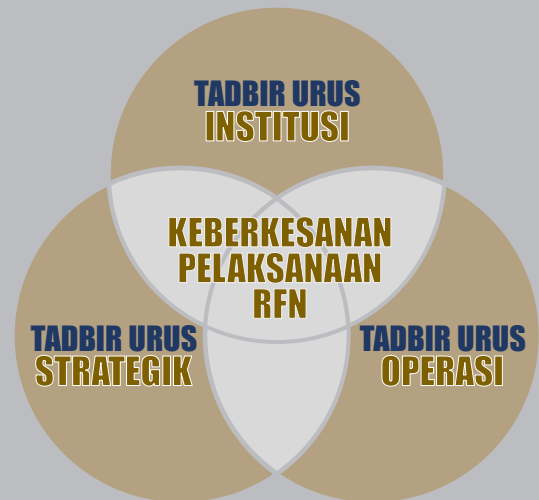 TADBIR URUS
INSTITUSI
KEBERKESANAN
PELAKSANAAN
RFN
TADBIR URUS
STRATEGIK
TADBIR URUS
OPERASI